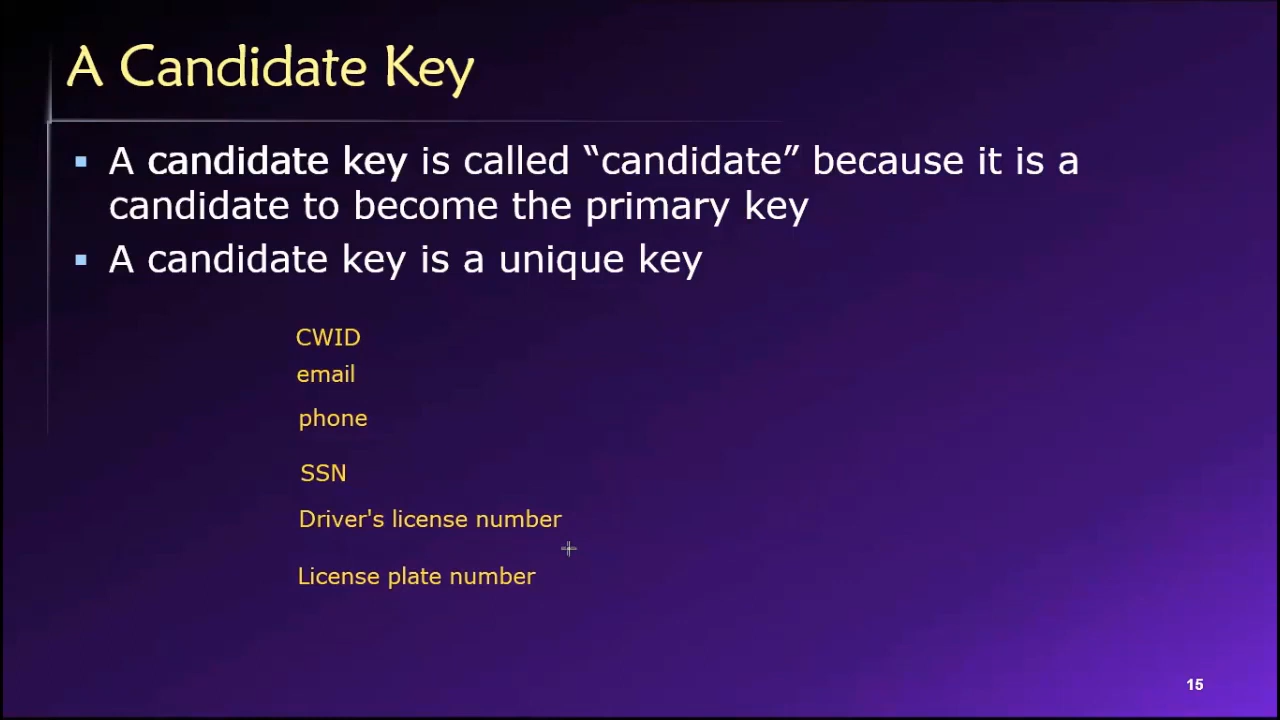 A Candidate Key
▪ A candidate key is called “candidate” because it is a
candidate to become the primary key
▪ A candidate key is a unique key
CWID
email
phone
SSN
Driver's license number
License plate number
15